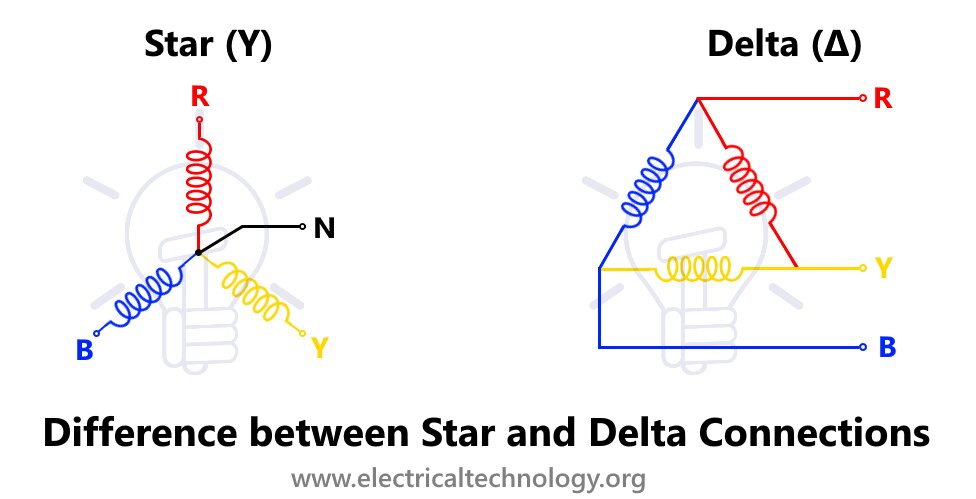 Star (Y)
Delta (Δ)
R
N
B
Y
R
Y
B
Difference between Star and Delta Connections
www.electricaltechnology.org